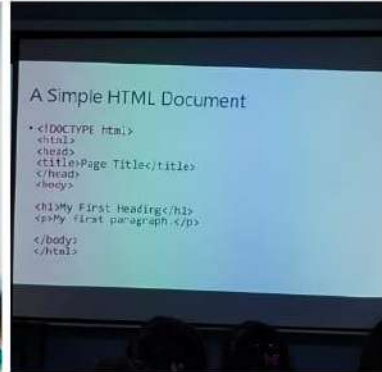 A Simple HTML Document
• <!DOCTYPE html>
<html>
<head>
<title>Page Title</title>
</head>
<body>
<h1>My First Heading</h1>
<p>My first paragraph.</p>
</body>
</html>